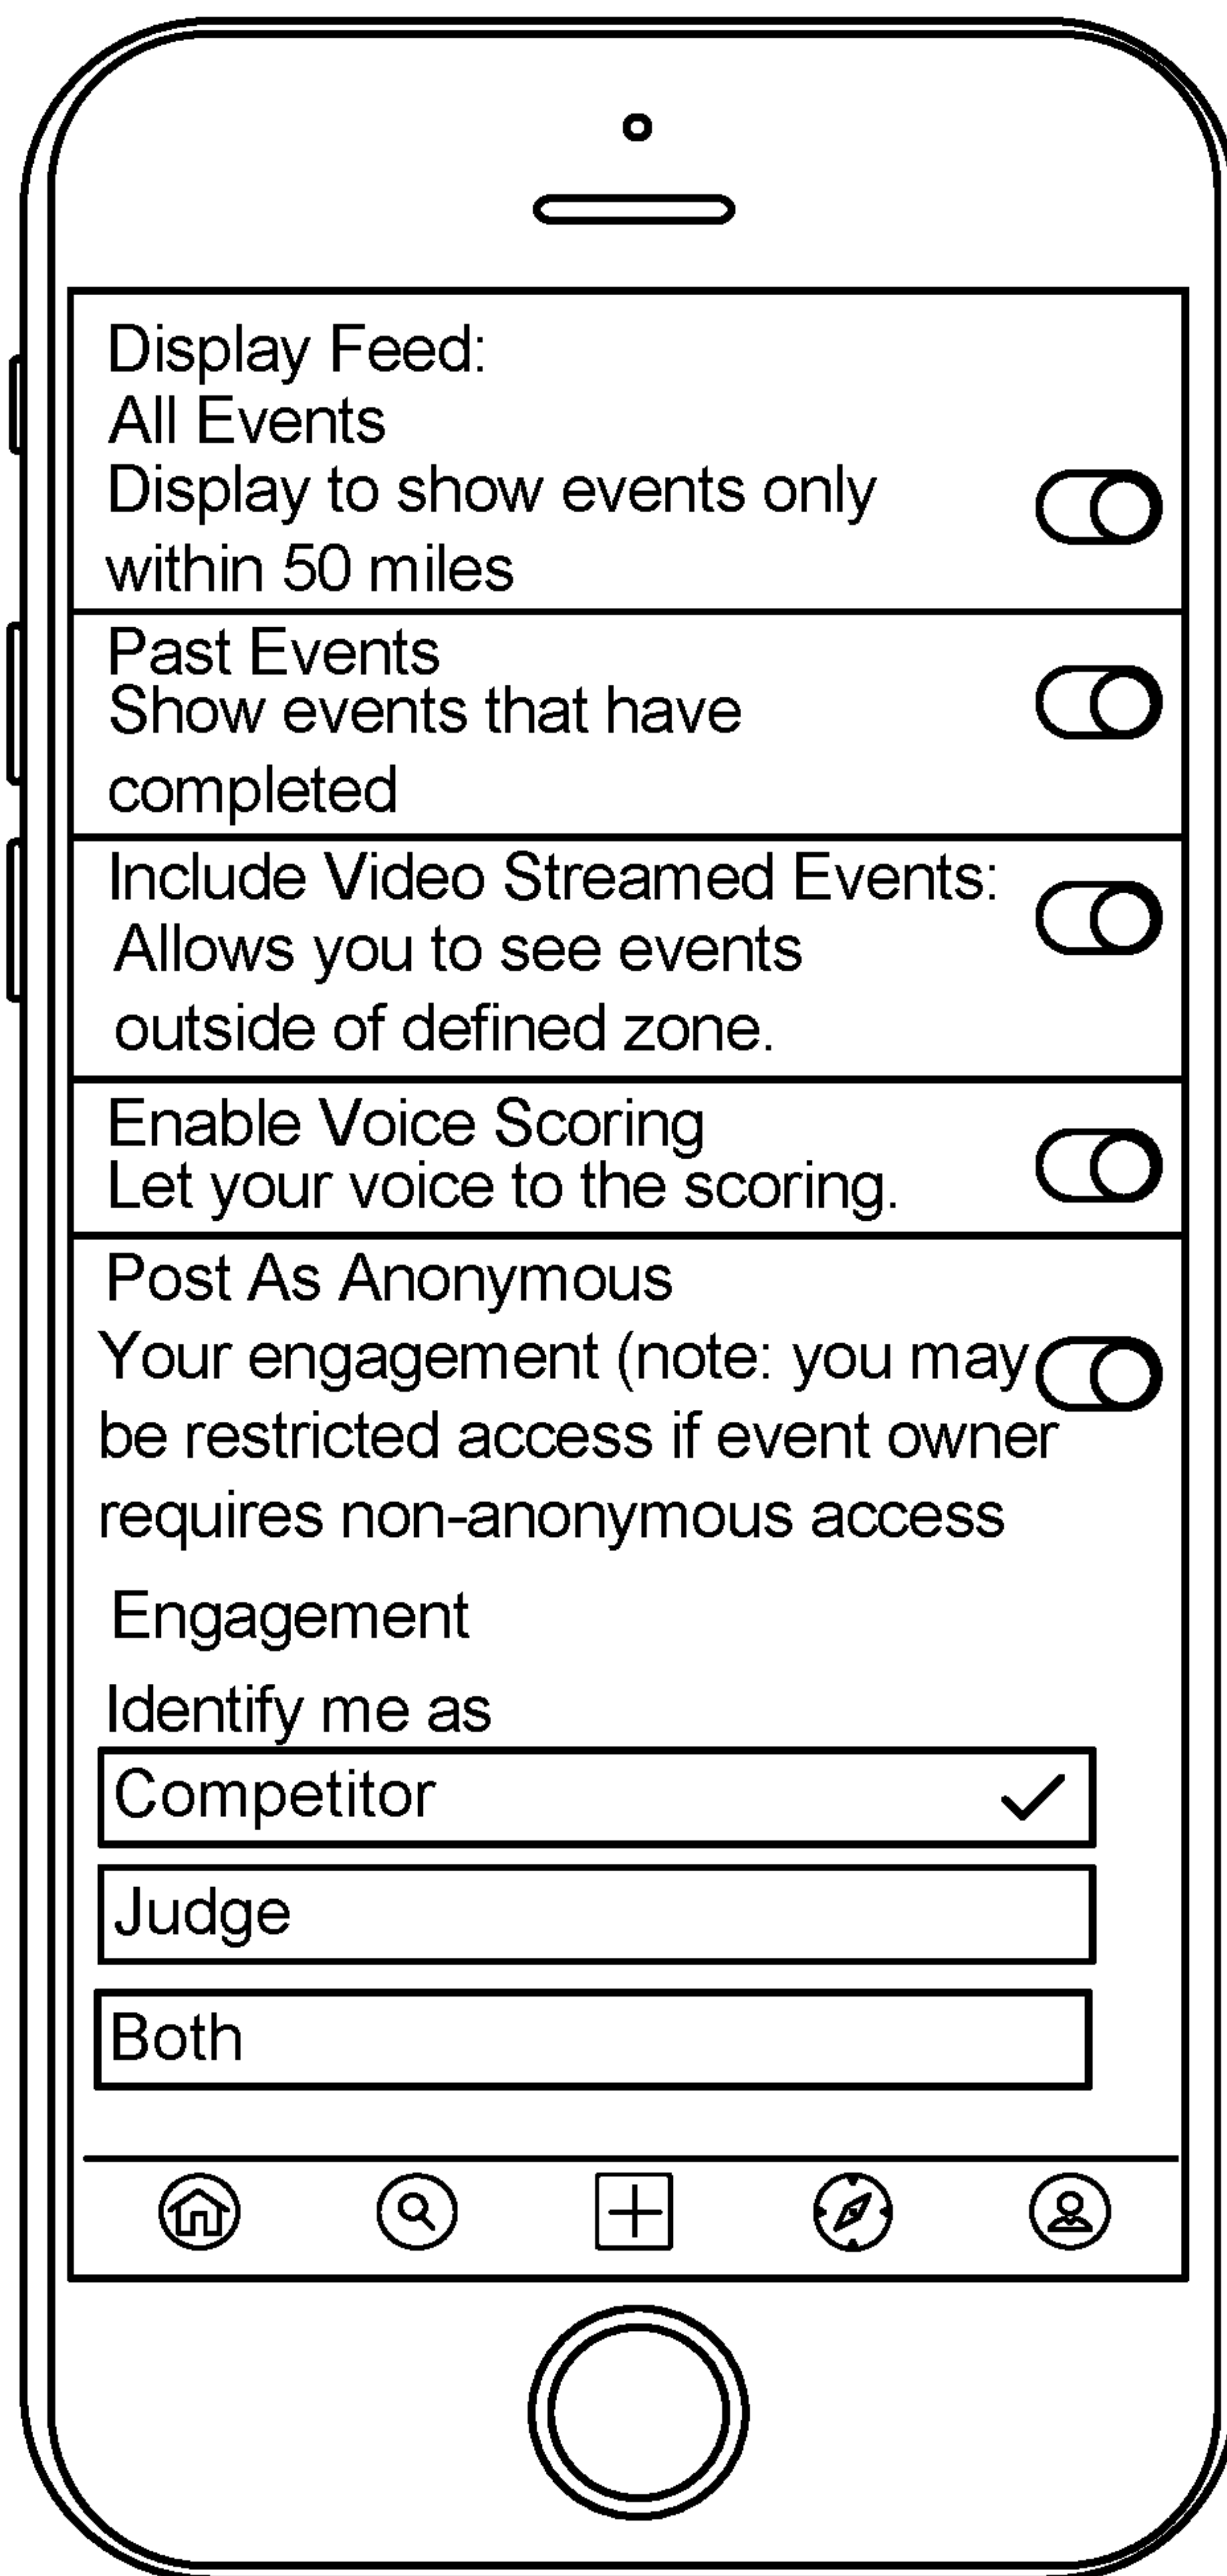 Display Feed:
All Events
Display to show events only
within 50 miles
Past Events
Show events that have
completed
Include Video Streamed Events:
Allows you to see events
outside of defined zone.
Enable Voice Scoring
Let your voice to the scoring.
Post As Anonymous
Your engagement (note: you may
be restricted access if event owner
requires non-anonymous access
Engagement
Identify me as
Competitor
Judge
Both